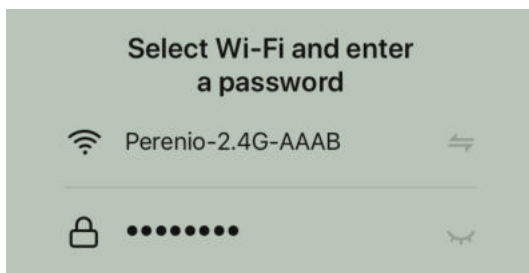 Select Wi-Fi and enter
a password
Perenio-2.4G-AAAB
••••••••